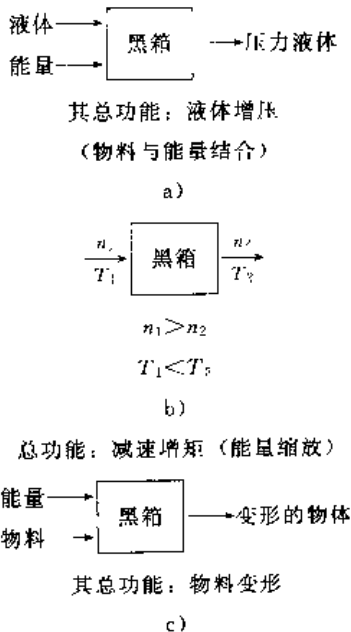 液体
能量
黑箱
压力液体
其总功能：液体增压
（物料与能量结合）
a）
n₁ 黑箱 n₂
T₁ T₂
n₁>n₂
T₁<T₂
b）
总功能：减速增矩（能量缩放）
能量
物料
黑箱
变形的物体
其总功能：物料变形
c）